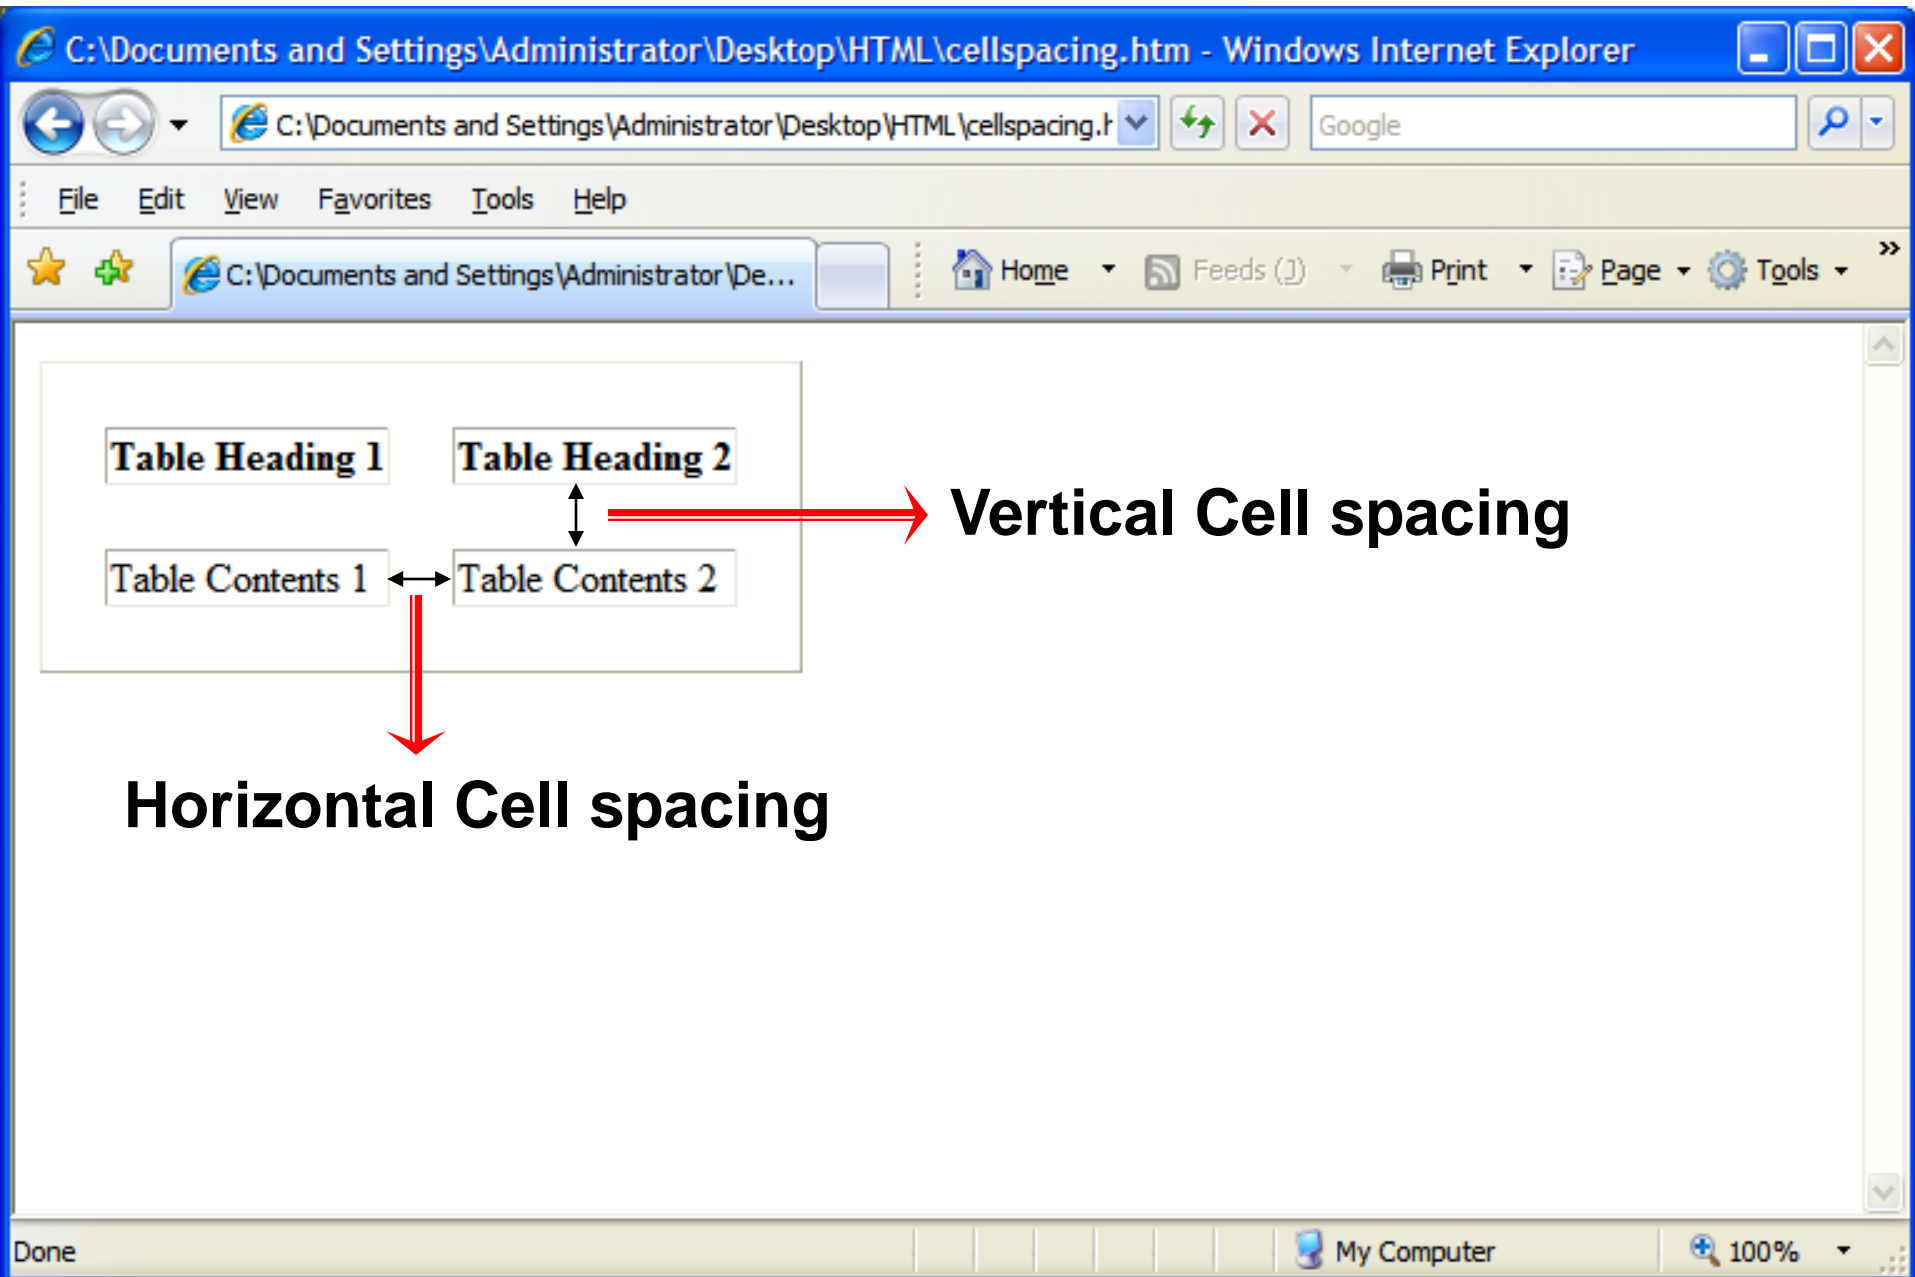 C:\Documents and Settings\Administrator\Desktop\HTML\cellspacing.htm - Windows Internet Explorer
C:\Documents and Settings\Administrator\Desktop\HTML\cellspacing.h Google
File Edit View Favorites Tools Help
C:\Documents and Settings\Administrator\De... Home Feeds (J) Print Page Tools »
Table Heading 1 Table Heading 2
Vertical Cell spacing
Table Contents 1 Table Contents 2
Horizontal Cell spacing
Done My Computer 100%